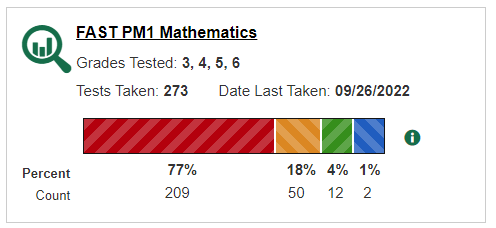 FAST PM1 Mathematics
Grades Tested: 3, 4, 5, 6
Tests Taken: 273 Date Last Taken: 09/26/2022
Percent 77% 18% 4% 1%
Count 209 50 12 2